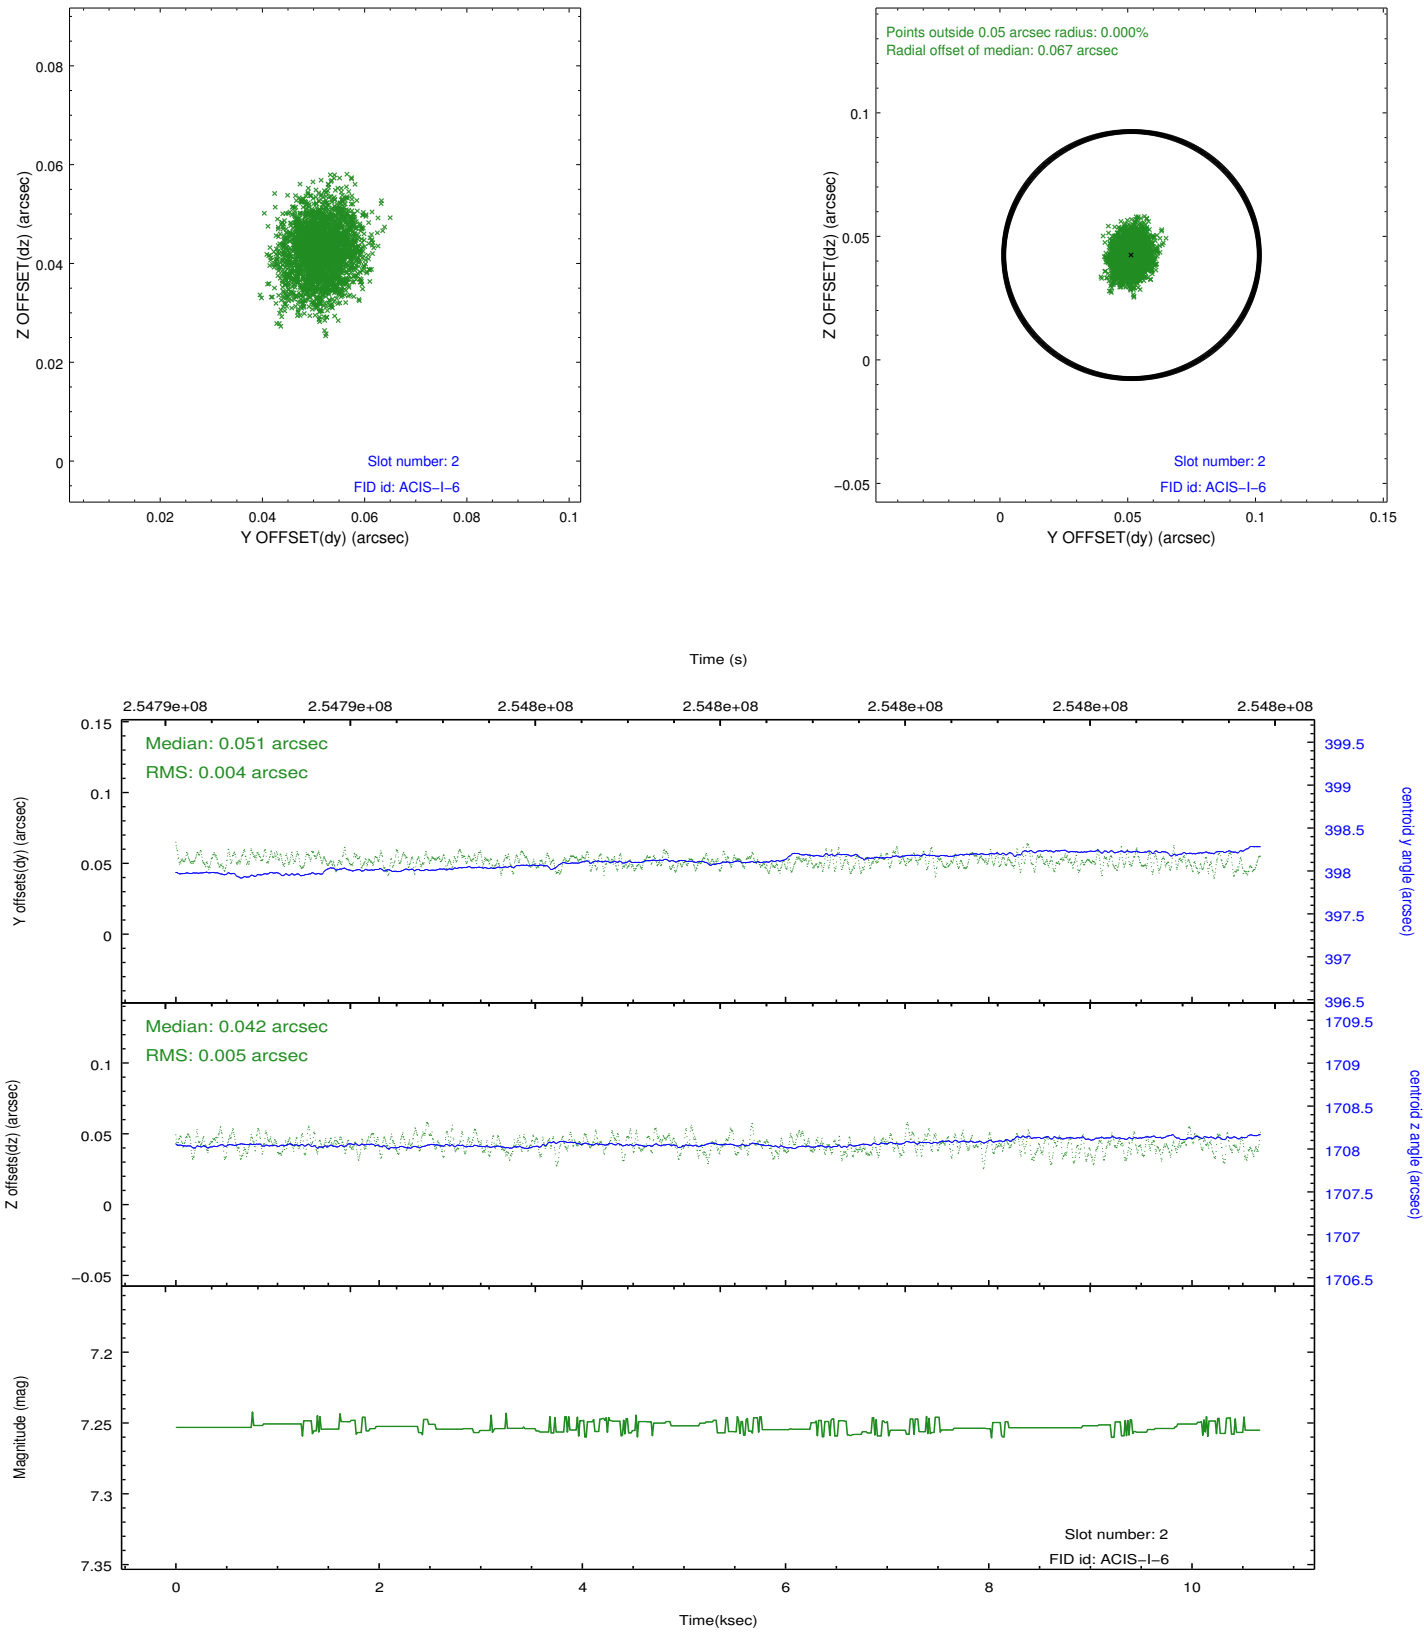 0.08
0.06
0.04
0.02
0
Z OFFSET(dz) (arcsec)
Slot number: 2
FID id: ACIS−I−6
0.02 0.04 0.06 0.08 0.1
Y OFFSET(dy) (arcsec)
Points outside 0.05 arcsec radius: 0.000%
Radial offset of median: 0.067 arcsec
0.1
0.05
0
−0.05
Z OFFSET(dz) (arcsec)
Slot number: 2
FID id: ACIS−I−6
0 0.05 0.1 0.15
Y OFFSET(dy) (arcsec)
Time (s)
2.5479e+08 2.5479e+08 2.548e+08 2.548e+08 2.548e+08 2.548e+08 2.548e+08
Median: 0.051 arcsec
RMS: 0.004 arcsec
0.15
0.1
0.05
0
Y offsets(dy) (arcsec)
399.5
399
398.5
398
397.5
397
396.5
centroid y angle (arcsec)
Median: 0.042 arcsec
RMS: 0.005 arcsec
0.1
0.05
0
−0.05
Z offsets(dz) (arcsec)
1709.5
1709
1708.5
1708
1707.5
1707
1706.5
centroid z angle (arcsec)
7.2
7.25
7.3
7.35
Magnitude (mag)
Slot number: 2
FID id: ACIS−I−6
0 2 4 6 8 10
Time(ksec)